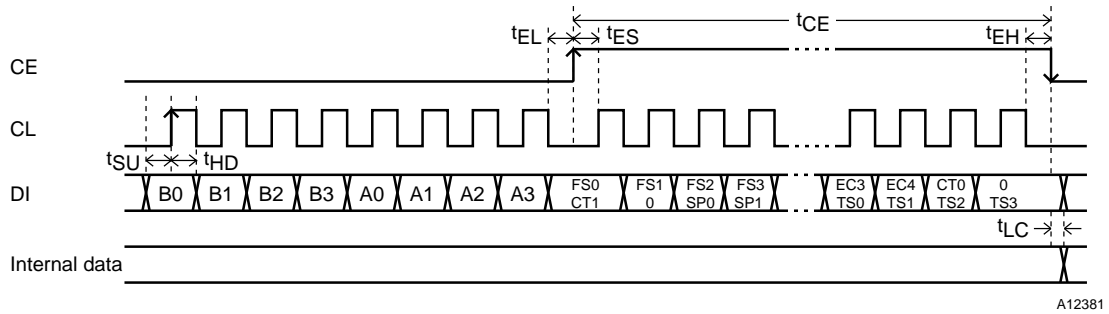 tCE
tEL tES tEH
CE
CL
tSU tHD
DI B0 B1 B2 B3 A0 A1 A2 A3 FS0 FS1 FS2 FS3 EC3 EC4 CT0 0
CT1 0 SP0 SP1 TS0 TS1 TS2 TS3
tLC
Internal data
A12381